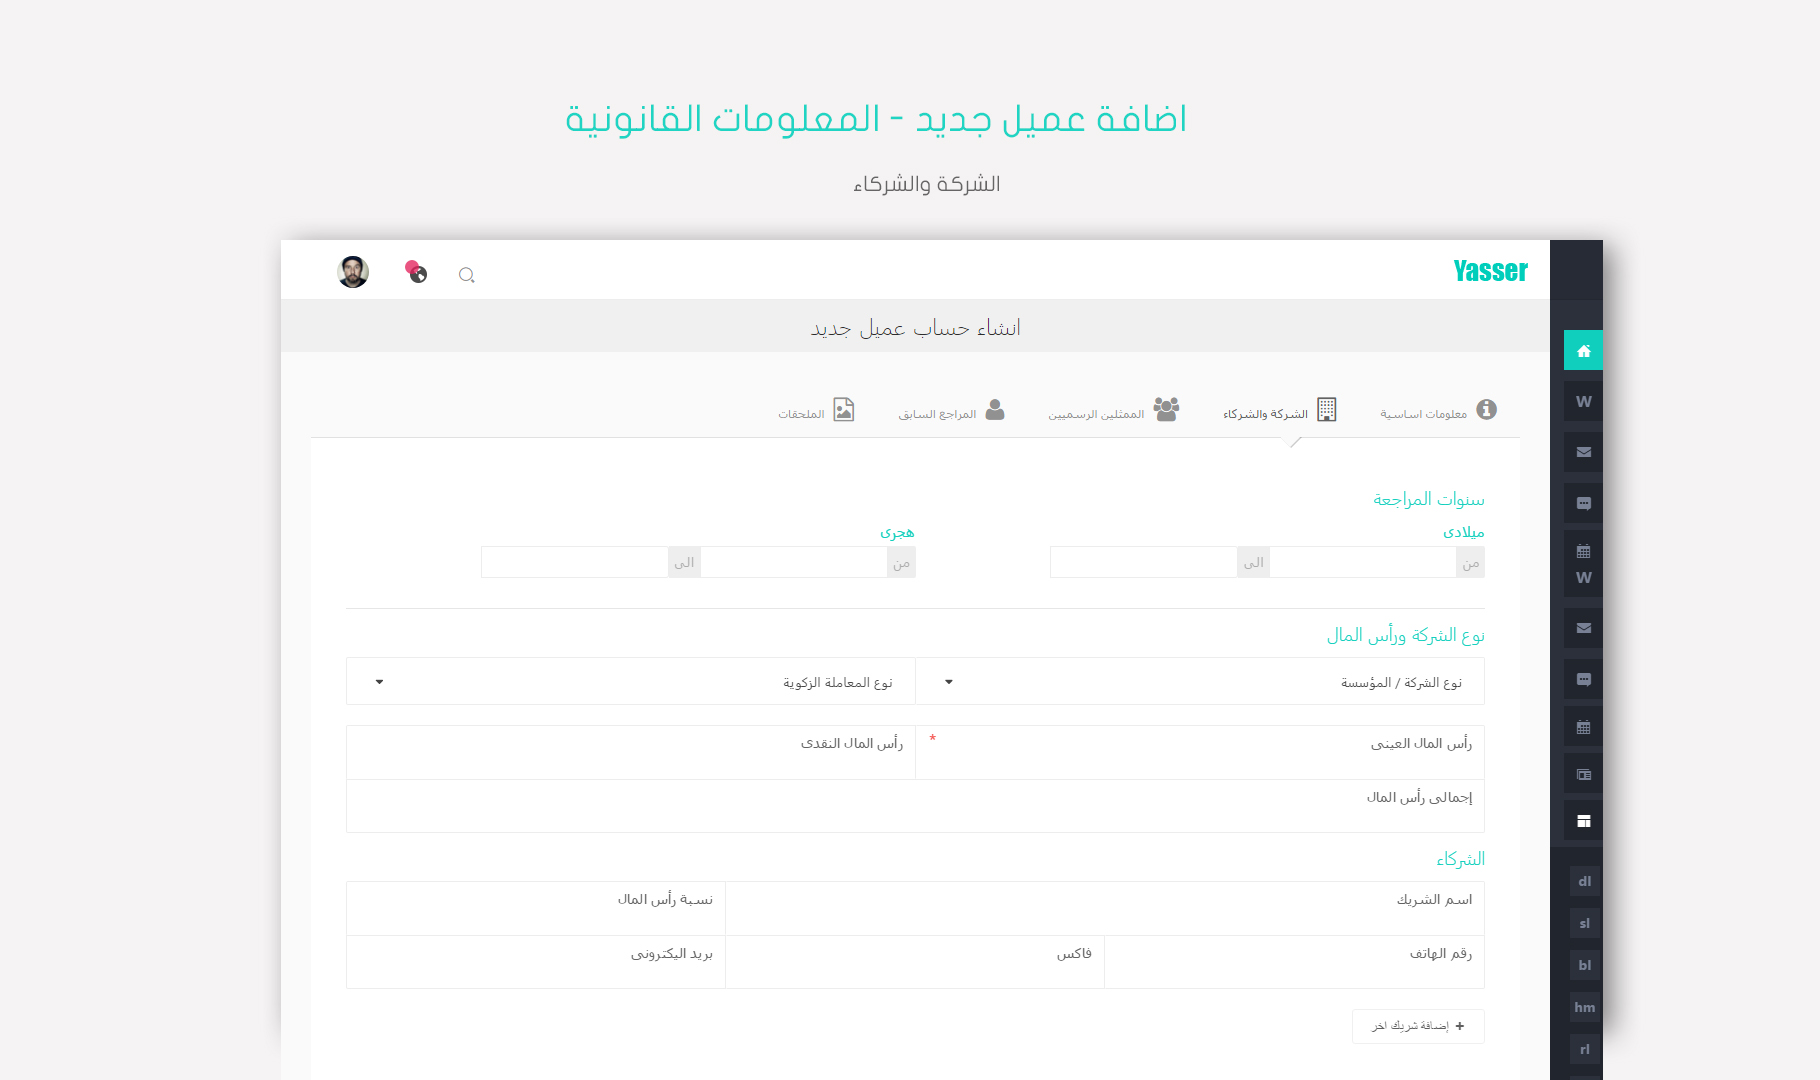 اضافة عميل جديد - المعلومات القانونية
الشركة والشركاء
Yasser
انشاء حساب عميل جديد
معلومات اساسية
الشركة والشركاء
الممثلين الرسميين
المراجع السابق
الملحقات
سنوات المراجعة
ميلادى
هجرى
من
الى
من
الى
نوع الشركة ورأس المال
نوع الشركة / المؤسسة
نوع المعاملة الزكوية
رأس المال العينى *
رأس المال النقدى
إجمالى رأس المال
الشركاء
اسم الشريك
نسبة رأس المال
رقم الهاتف
فاكس
بريد اليكترونى
+ إضافة شريك اخر
W
W
dl
sl
bl
hm
rl